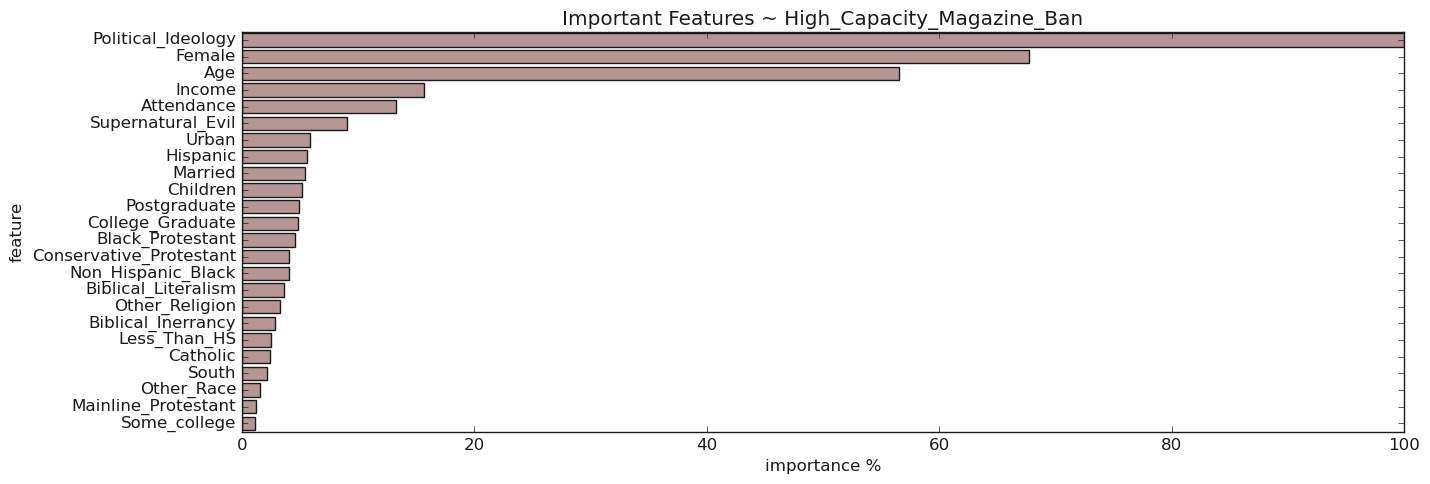 Important Features ~ High_Capacity_Magazine_Ban
feature
Political_Ideology
Female
Age
Income
Attendance
Supernatural_Evil
Urban
Hispanic
Married
Children
Postgraduate
College_Graduate
Black_Protestant
Conservative_Protestant
Non_Hispanic_Black
Biblical_Literalism
Other_Religion
Biblical_Inerrancy
Less_Than_HS
Catholic
South
Other_Race
Mainline_Protestant
Some_college
0 20 40 60 80 100
importance %